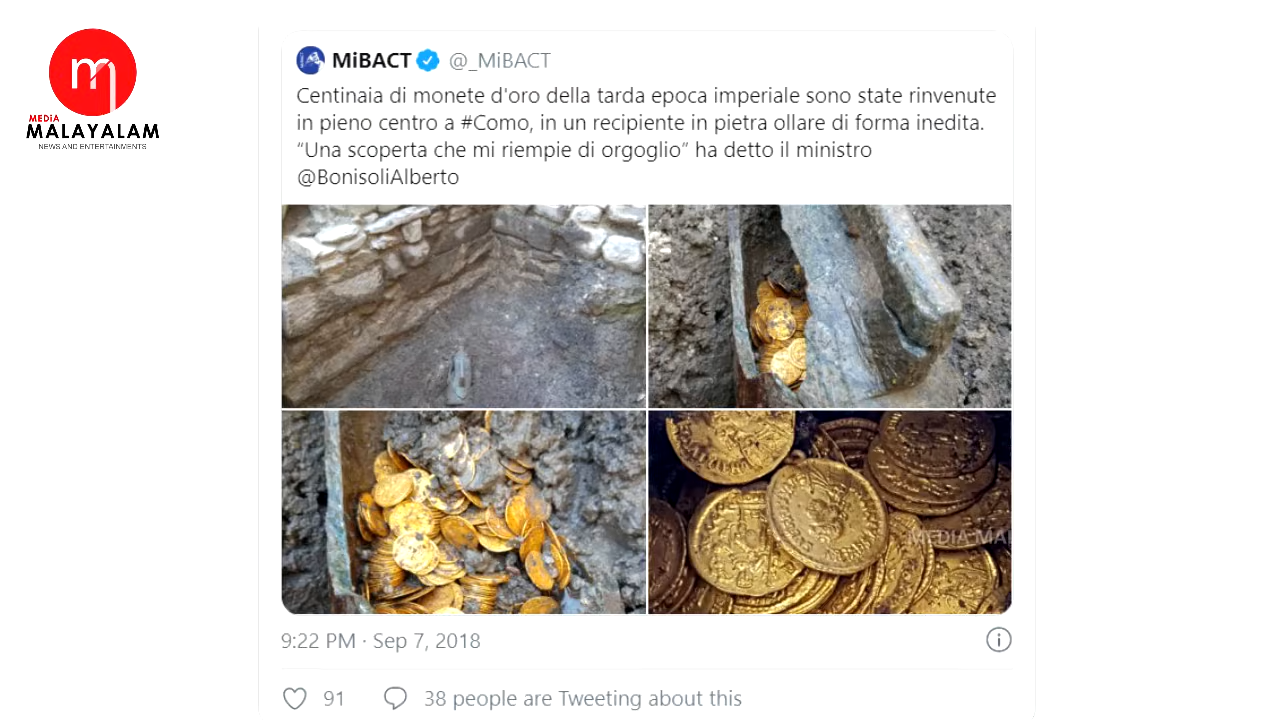 m
MEDiA
MALAYALAM
NEWS AND ENTERTAINMENTS
MiBACT @_MiBACT
Centinaia di monete d'oro della tarda epoca imperiale sono state rinvenute
in pieno centro a #Como, in un recipiente in pietra ollare di forma inedita.
“Una scoperta che mi riempie di orgoglio” ha detto il ministro
@BonisoliAlberto
MEDIA MAL
9:22 PM · Sep 7, 2018
91 38 people are Tweeting about this